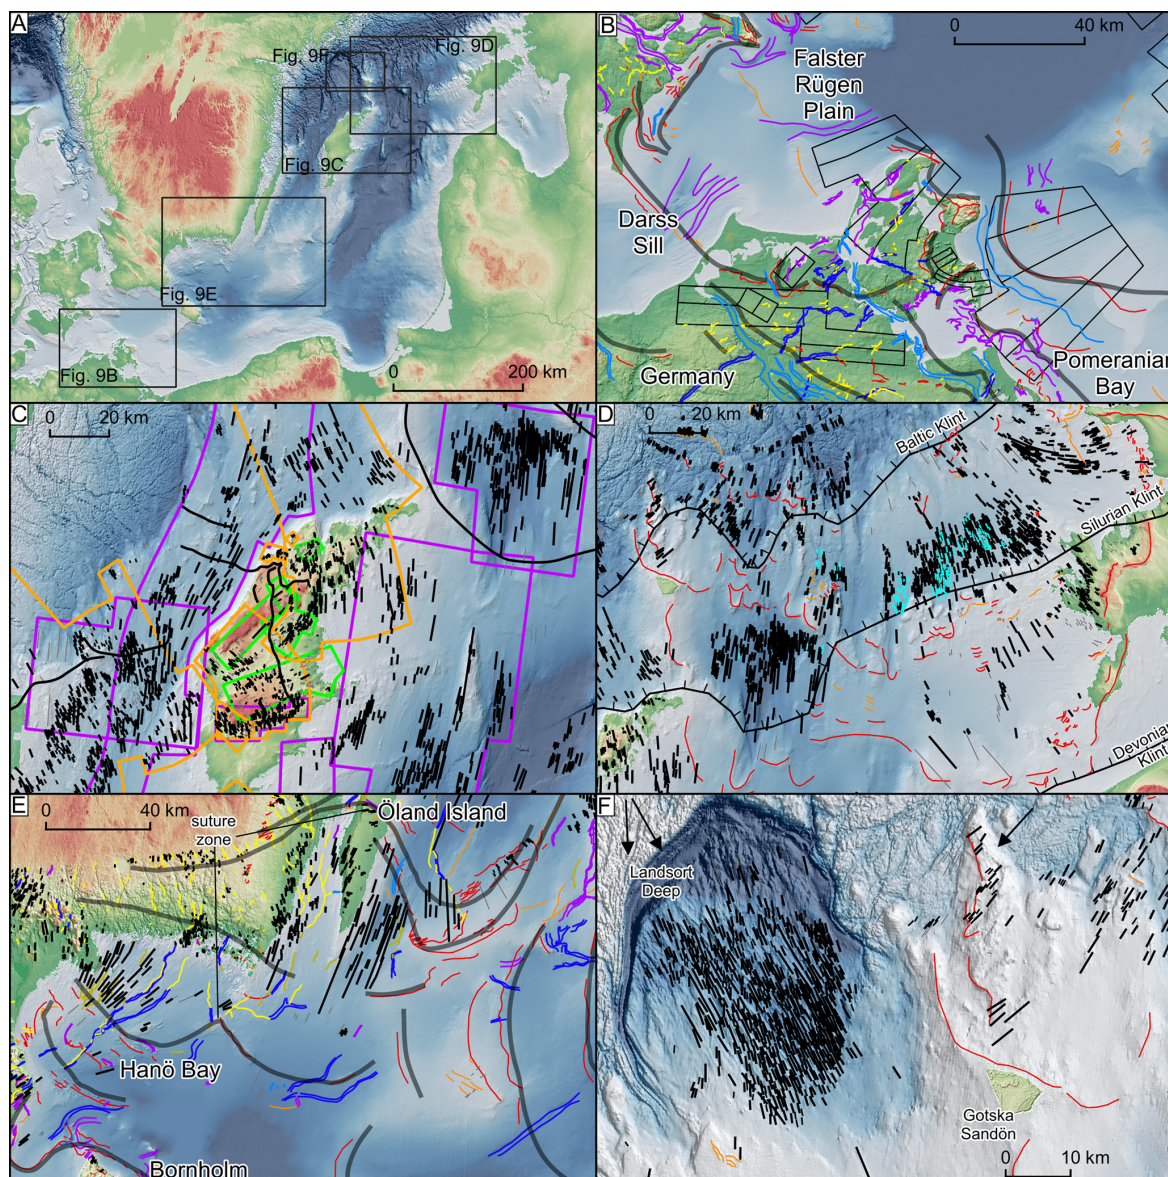 A
Fig. 9F
Fig. 9D
Fig. 9C
Fig. 9E
Fig. 9B
0 200 km
B
0 40 km
Falster
Rügen
Plain
Darss
Sill
Germany
Pomeranian
Bay
C
0 20 km
D
0 20 km
Baltic Klint
Silurian Klint
Devonian
Klint
E
0 40 km
suture
zone
Öland Island
Hanö Bay
Bornholm
F
Landsort
Deep
Gotska
Sandön
0 10 km